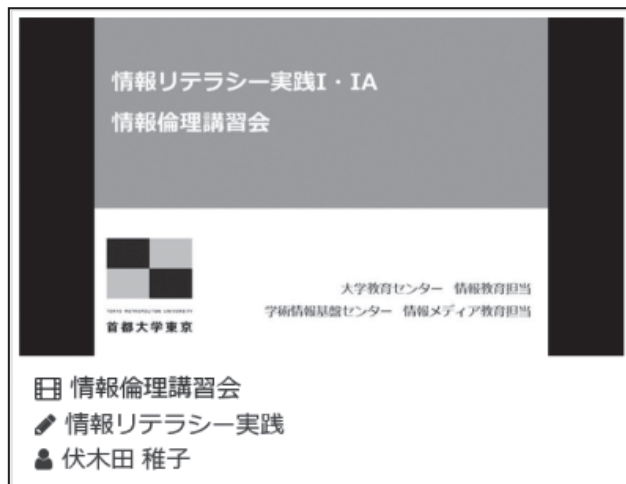 情報リテラシー実践I・IA
情報倫理講習会
大学教育センター 情報教育担当
学術情報基盤センター 情報メディア教育担当
TOKYO METROPOLITAN UNIVERSITY
首都大学東京
情報倫理講習会
情報リテラシー実践
伏木田 稚子